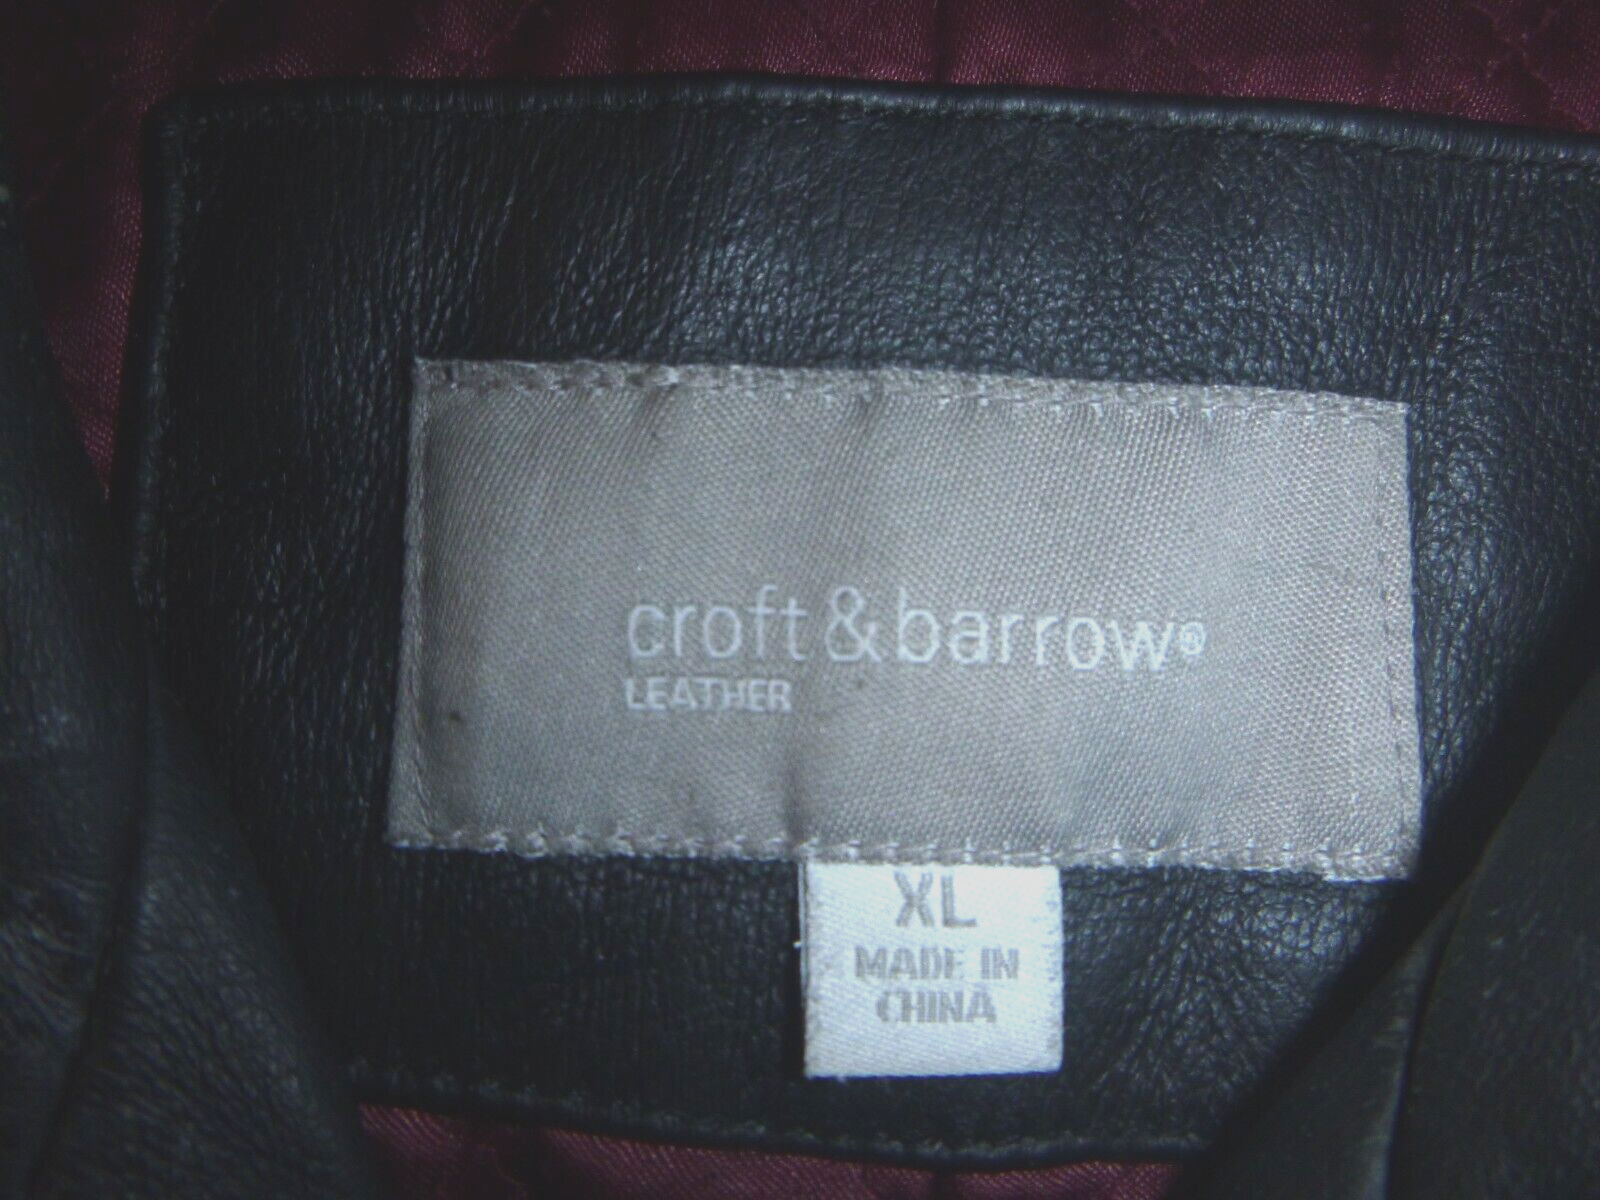 croft & barrow®
LEATHER
XL
MADE IN
CHINA